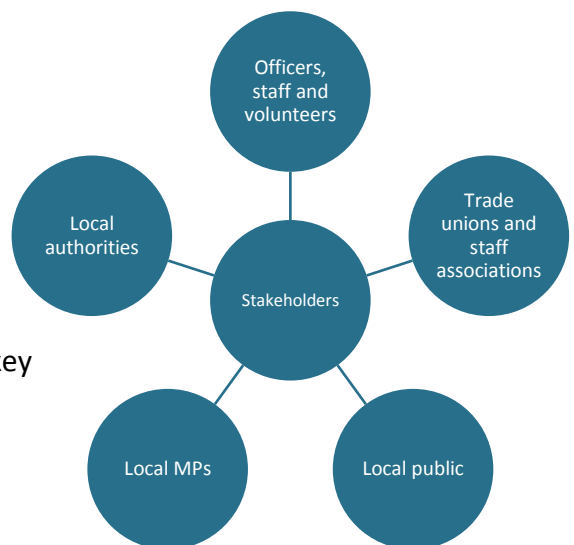 Officers,
staff and
volunteers
Local
authorities
Trade
unions and
staff
associations
Stakeholders
Local MPs
Local public